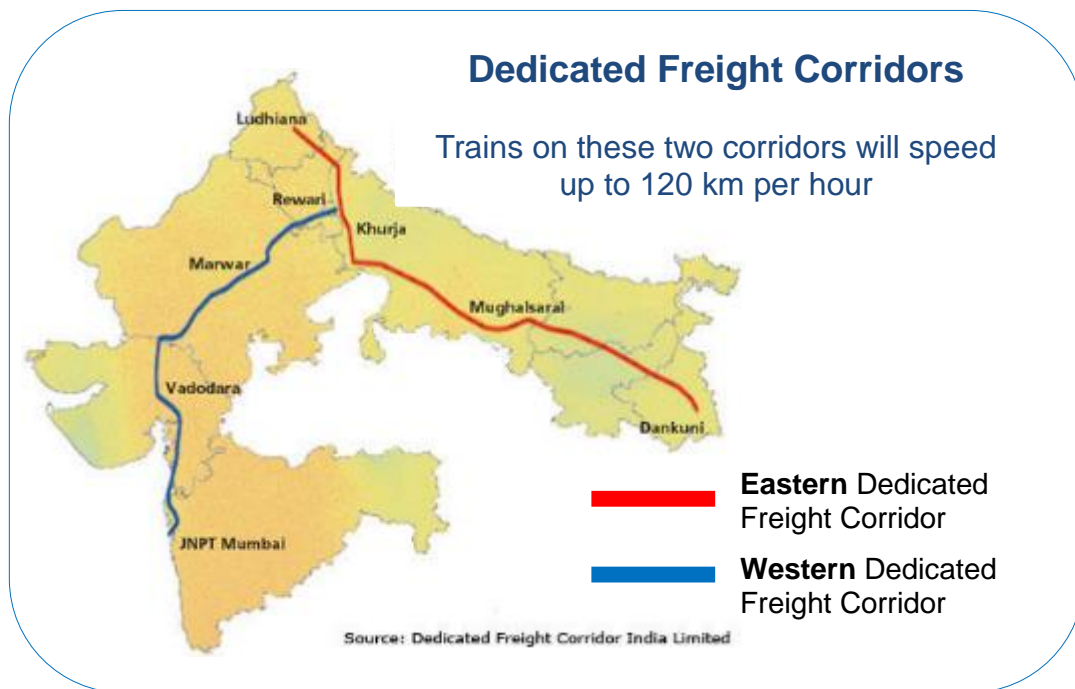 Dedicated Freight Corridors
Trains on these two corridors will speed
up to 120 km per hour
Ludhiana
Rewari
Khurja
Marwar
Mughalsarai
Vadodara
Dankuni
JNPT Mumbai
Eastern Dedicated
Freight Corridor
Western Dedicated
Freight Corridor
Source: Dedicated Freight Corridor India Limited